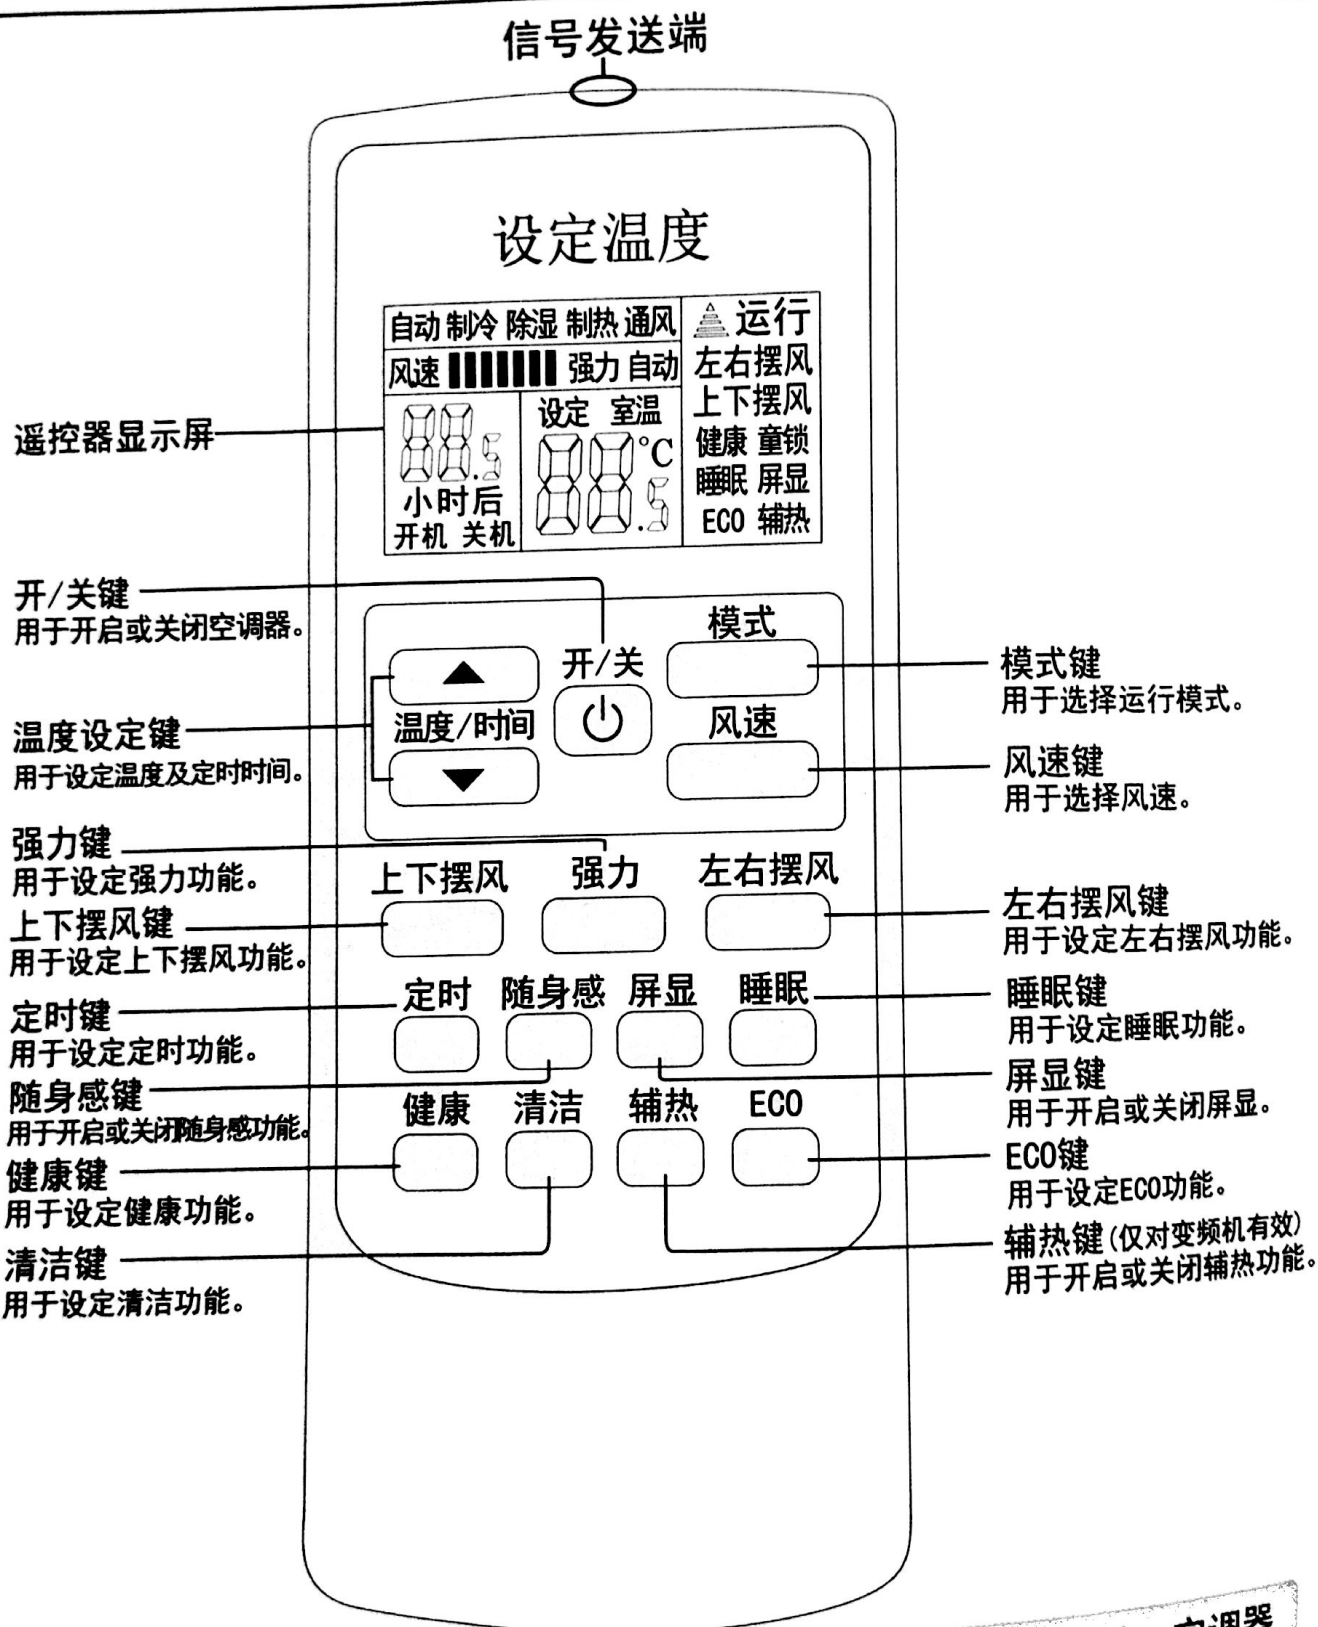 信号发送端
设定温度
自动 制冷 除湿 制热 通风
运行
风速
强力 自动
左右摆风
上下摆风
健康 童锁
睡眠 屏显
ECO 辅热
88.5
小时后
开机 关机
设定 室温
88.5
℃
遥控器显示屏
开/关键
用于开启或关闭空调器。
温度设定键
用于设定温度及定时时间。
强力键
用于设定强力功能。
上下摆风键
用于设定上下摆风功能。
定时键
用于设定定时功能。
随身感键
用于开启或关闭随身感功能。
健康键
用于设定健康功能。
清洁键
用于设定清洁功能。
模式
开/关
温度/时间
风速
上下摆风
强力
左右摆风
定时
随身感
屏显
睡眠
健康
清洁
辅热
ECO
模式键
用于选择运行模式。
风速键
用于选择风速。
左右摆风键
用于设定左右摆风功能。
睡眠键
用于设定睡眠功能。
屏显键
用于开启或关闭屏显。
ECO键
用于设定ECO功能。
辅热键(仅对变频机有效)
用于开启或关闭辅热功能。
空调器